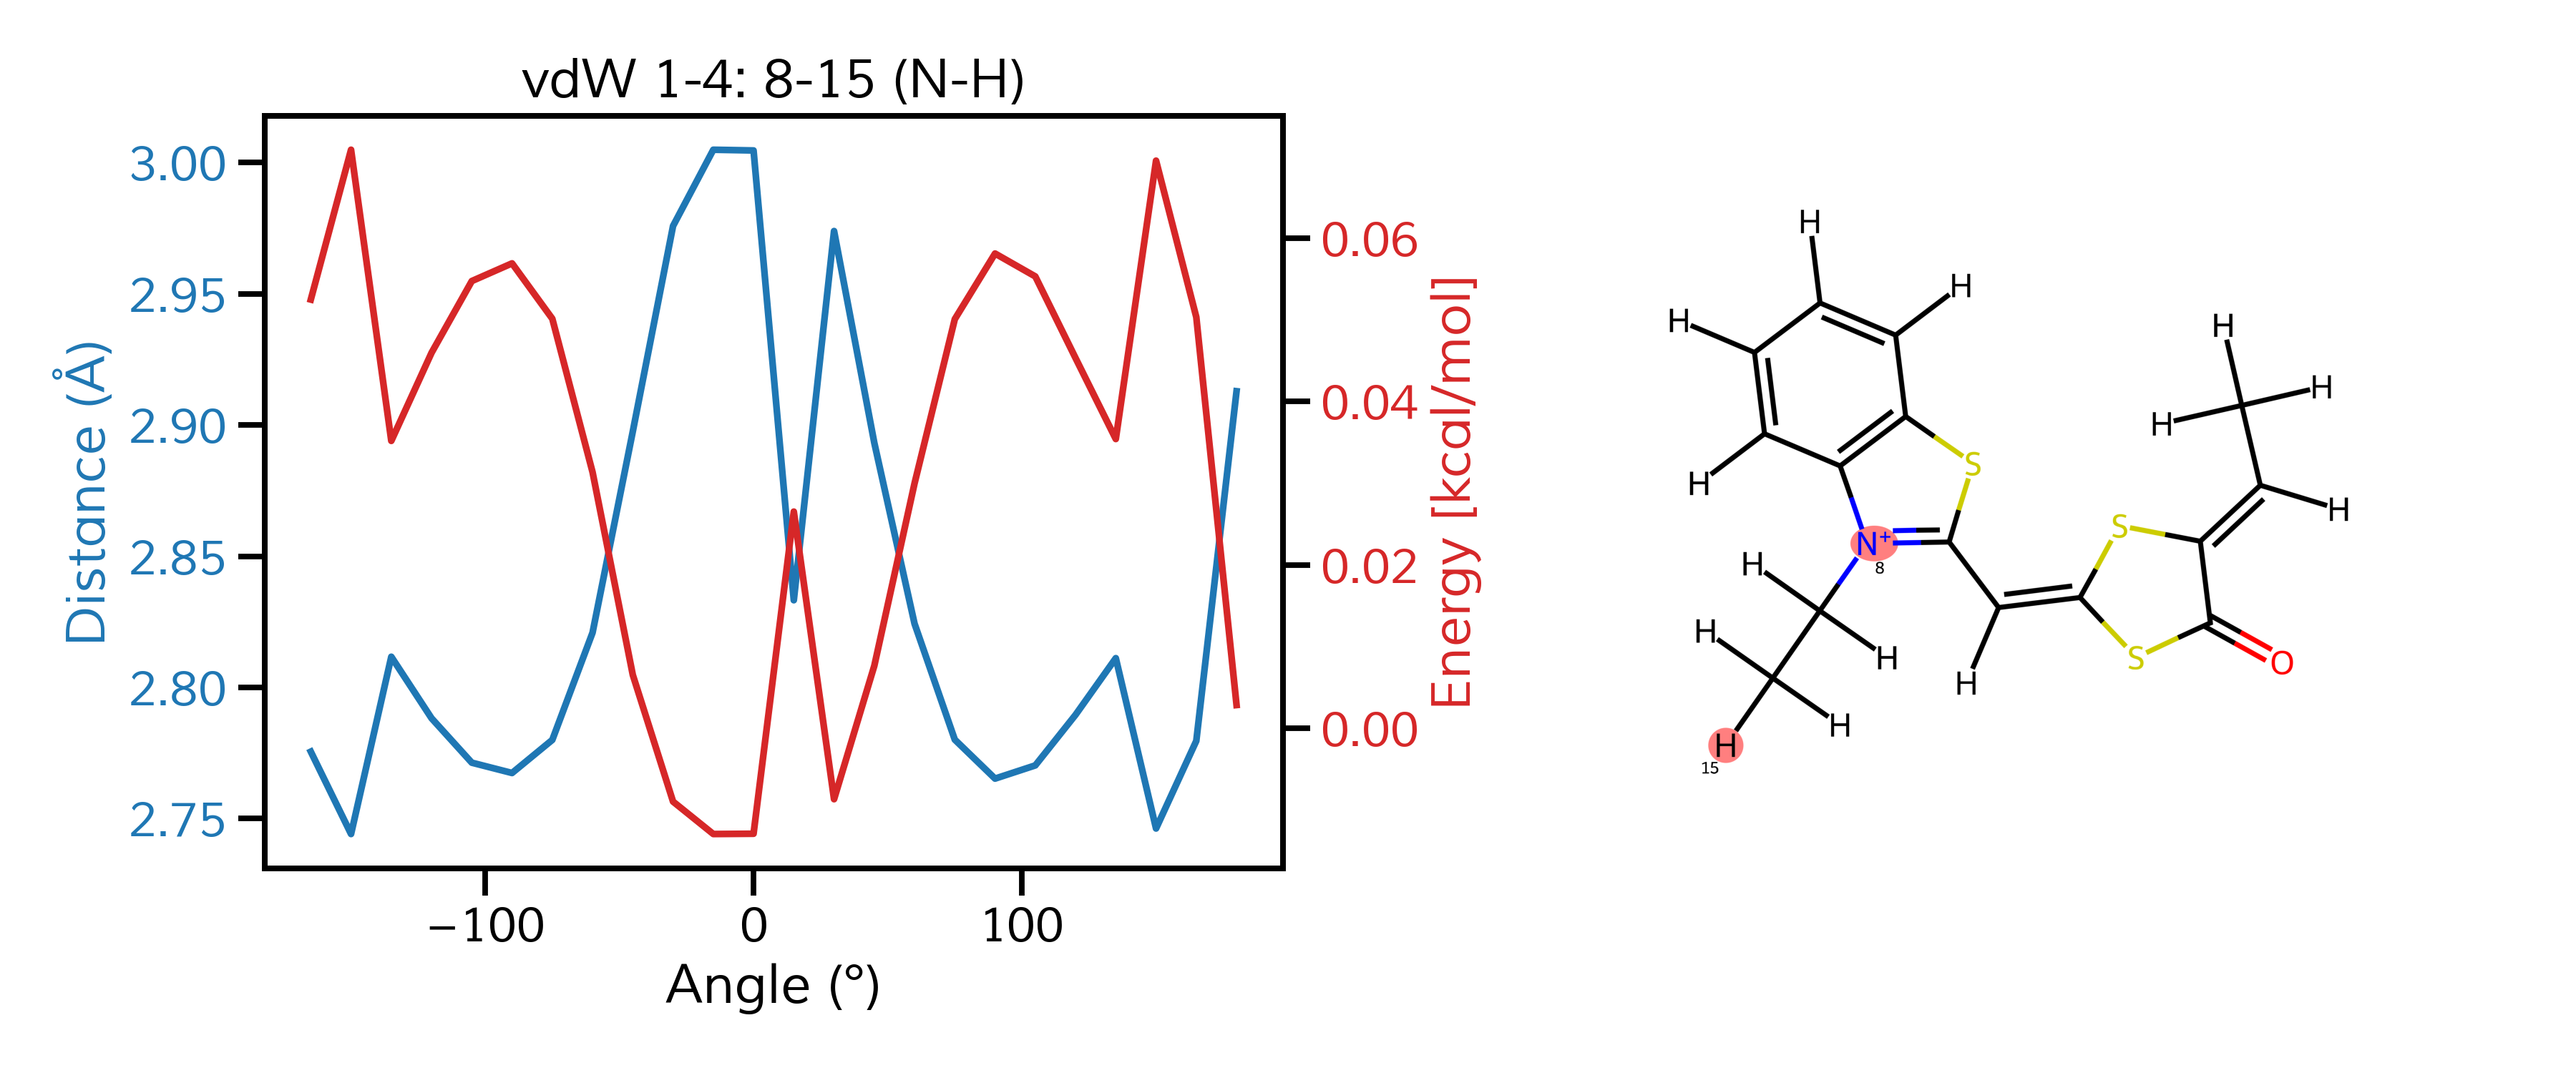 vdW 1-4: 8-15 (N-H)
3.00
2.95
2.90
2.85
2.80
2.75
Distance (Å)
0.06
0.04
0.02
0.00
Energy [kcal/mol]
−100
0
100
Angle (°)
H
H
H
H
H
H
H
S
H
S
N+
8
H
H
H
S
O
H
H
H
15